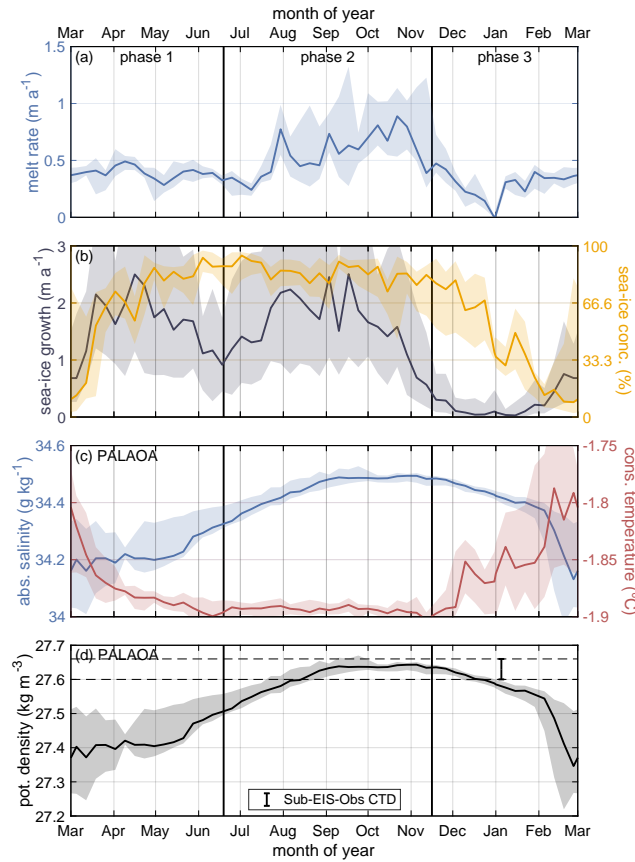 month of year
Mar Apr May Jun Jul Aug Sep Oct Nov Dec Jan Feb Mar
(a) phase 1 phase 2 phase 3
1.5
1
0.5
0
melt rate (m a⁻¹)
(b)
3
2
1
0
sea-ice growth (m a⁻¹)
100
66.6
33.3
0
sea-ice conc. (%)
(c) PALAOA
34.6
34.4
34.2
34
abs. salinity (g kg⁻¹)
-1.75
-1.8
-1.85
-1.9
cons. temperature (°C)
(d) PALAOA
27.7
27.6
27.5
27.4
27.3
27.2
pot. density (kg m⁻³)
Sub-EIS-Obs CTD
Mar Apr May Jun Jul Aug Sep Oct Nov Dec Jan Feb Mar
month of year